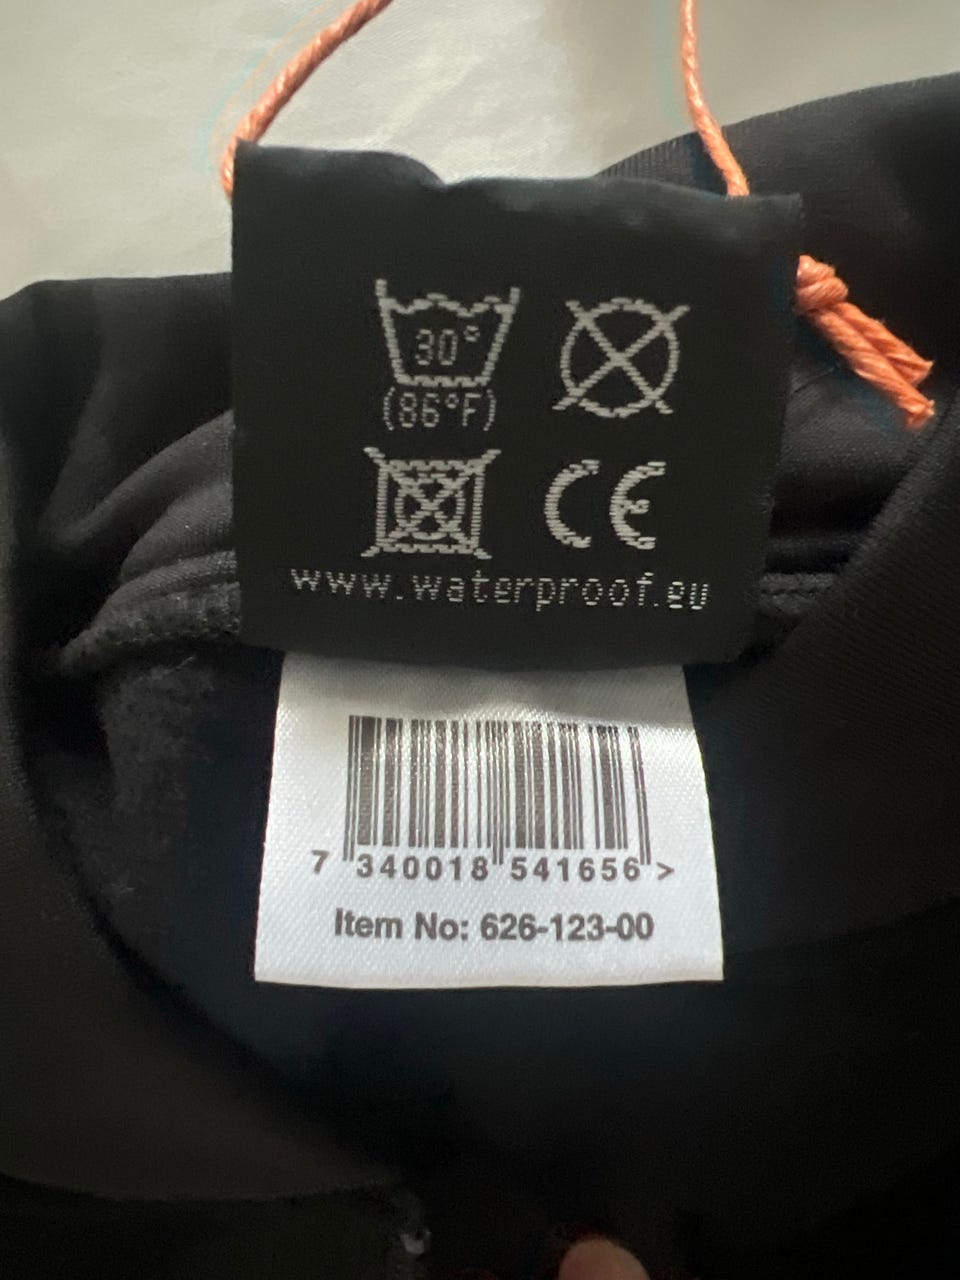 30°
(86°F)
CE
www.waterproof.eu
7 340018 541656 >
Item No: 626-123-00